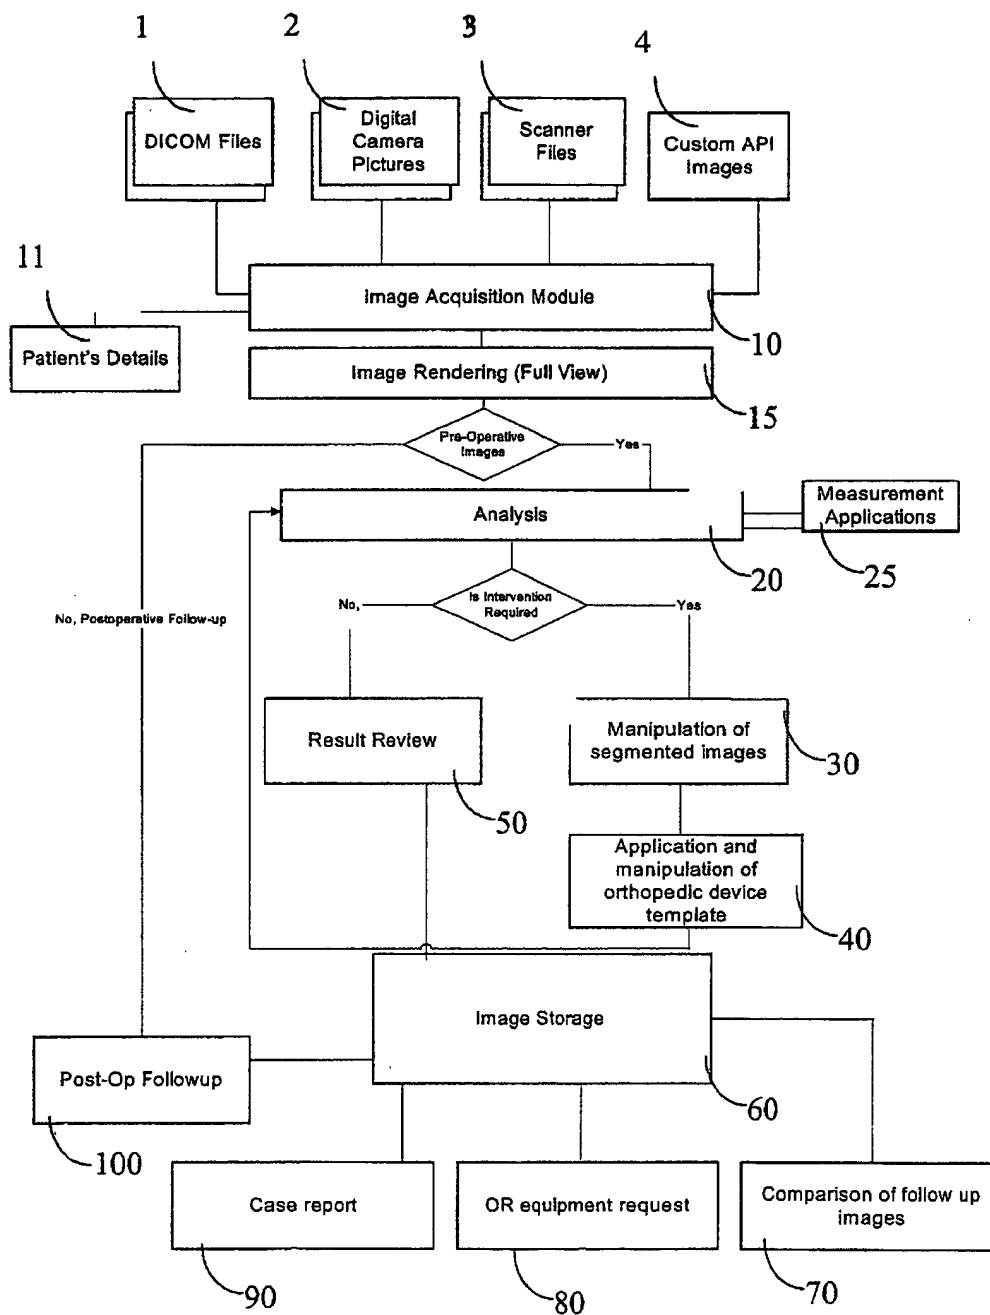 1
2
3
4
DICOM Files
Digital
Camera
Pictures
Scanner
Files
Custom API
Images
11
Image Acquisition Module
10
Patient's Details
Image Rendering (Full View)
15
Pre-Operative
Images
Yes
Measurement
Applications
Analysis
20
25
Is Intervention
Required
No,
Yes
No, Postoperative Follow-up
Result Review
Manipulation of
segmented images
30
50
Application and
manipulation of
orthopedic device
template
40
Image Storage
Post-Op Followup
60
100
Case report
OR equipment request
Comparison of follow up
images
90
80
70